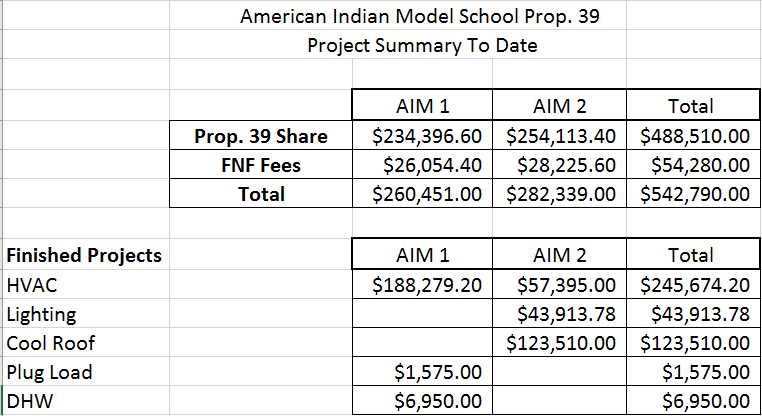 American Indian Model School Prop. 39
Project Summary To Date
AIM 1 AIM 2 Total
Prop. 39 Share $234,396.60 $254,113.40 $488,510.00
FNF Fees $26,054.40 $28,225.60 $54,280.00
Total $260,451.00 $282,339.00 $542,790.00
Finished Projects AIM 1 AIM 2 Total
HVAC $188,279.20 $57,395.00 $245,674.20
Lighting $43,913.78 $43,913.78
Cool Roof $123,510.00 $123,510.00
Plug Load $1,575.00 $1,575.00
DHW $6,950.00 $6,950.00